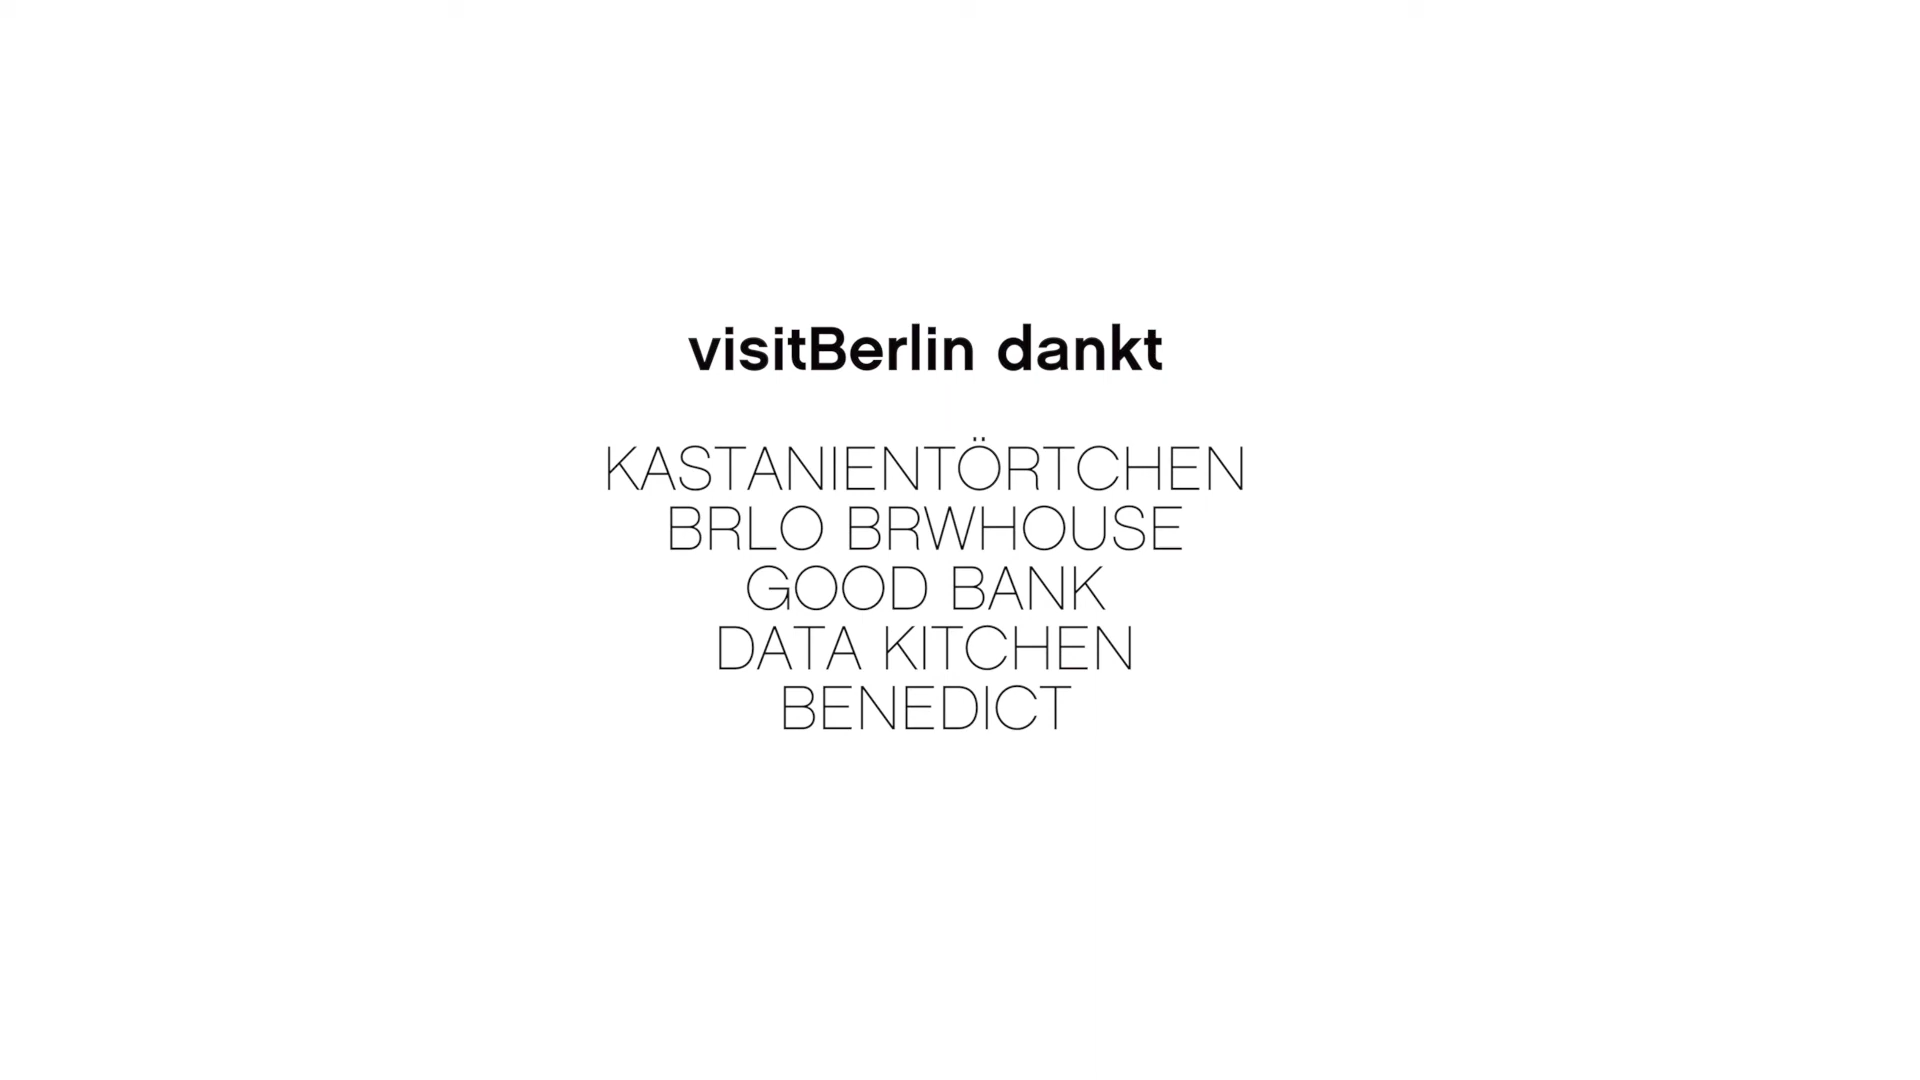 visitBerlin dankt
KASTANIENTÖRTCHEN
BRLO BRWHOUSE
GOOD BANK
DATA KITCHEN
BENEDICT